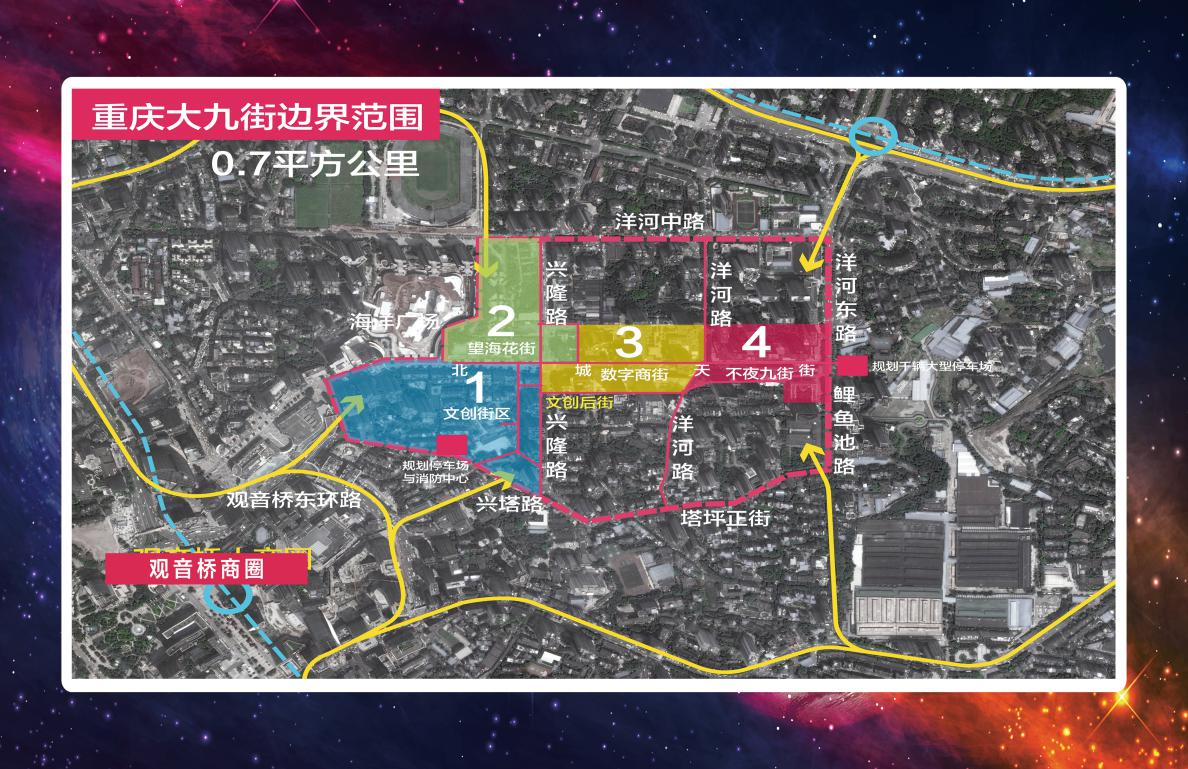 重庆大九街边界范围
0.7平方公里
洋河中路
兴隆路
洋河路
洋河东路
海洋广场
2
望海花街
3
数字商街
4
不夜九街
北
城
天
街
规划千辆大型停车场
1
文创街区
文创后街
兴隆路
洋河路
鲤鱼池路
规划停车场
与消防中心
观音桥东环路
兴塔路
塔坪正街
观音桥商圈